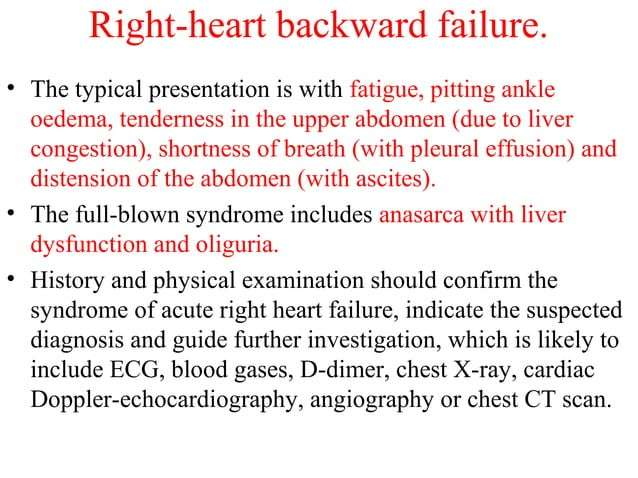 Right-heart backward failure.
• The typical presentation is with fatigue, pitting ankle
oedema, tenderness in the upper abdomen (due to liver
congestion), shortness of breath (with pleural effusion) and
distension of the abdomen (with ascites).
• The full-blown syndrome includes anasarca with liver
dysfunction and oliguria.
• History and physical examination should confirm the
syndrome of acute right heart failure, indicate the suspected
diagnosis and guide further investigation, which is likely to
include ECG, blood gases, D-dimer, chest X-ray, cardiac
Doppler-echocardiography, angiography or chest CT scan.